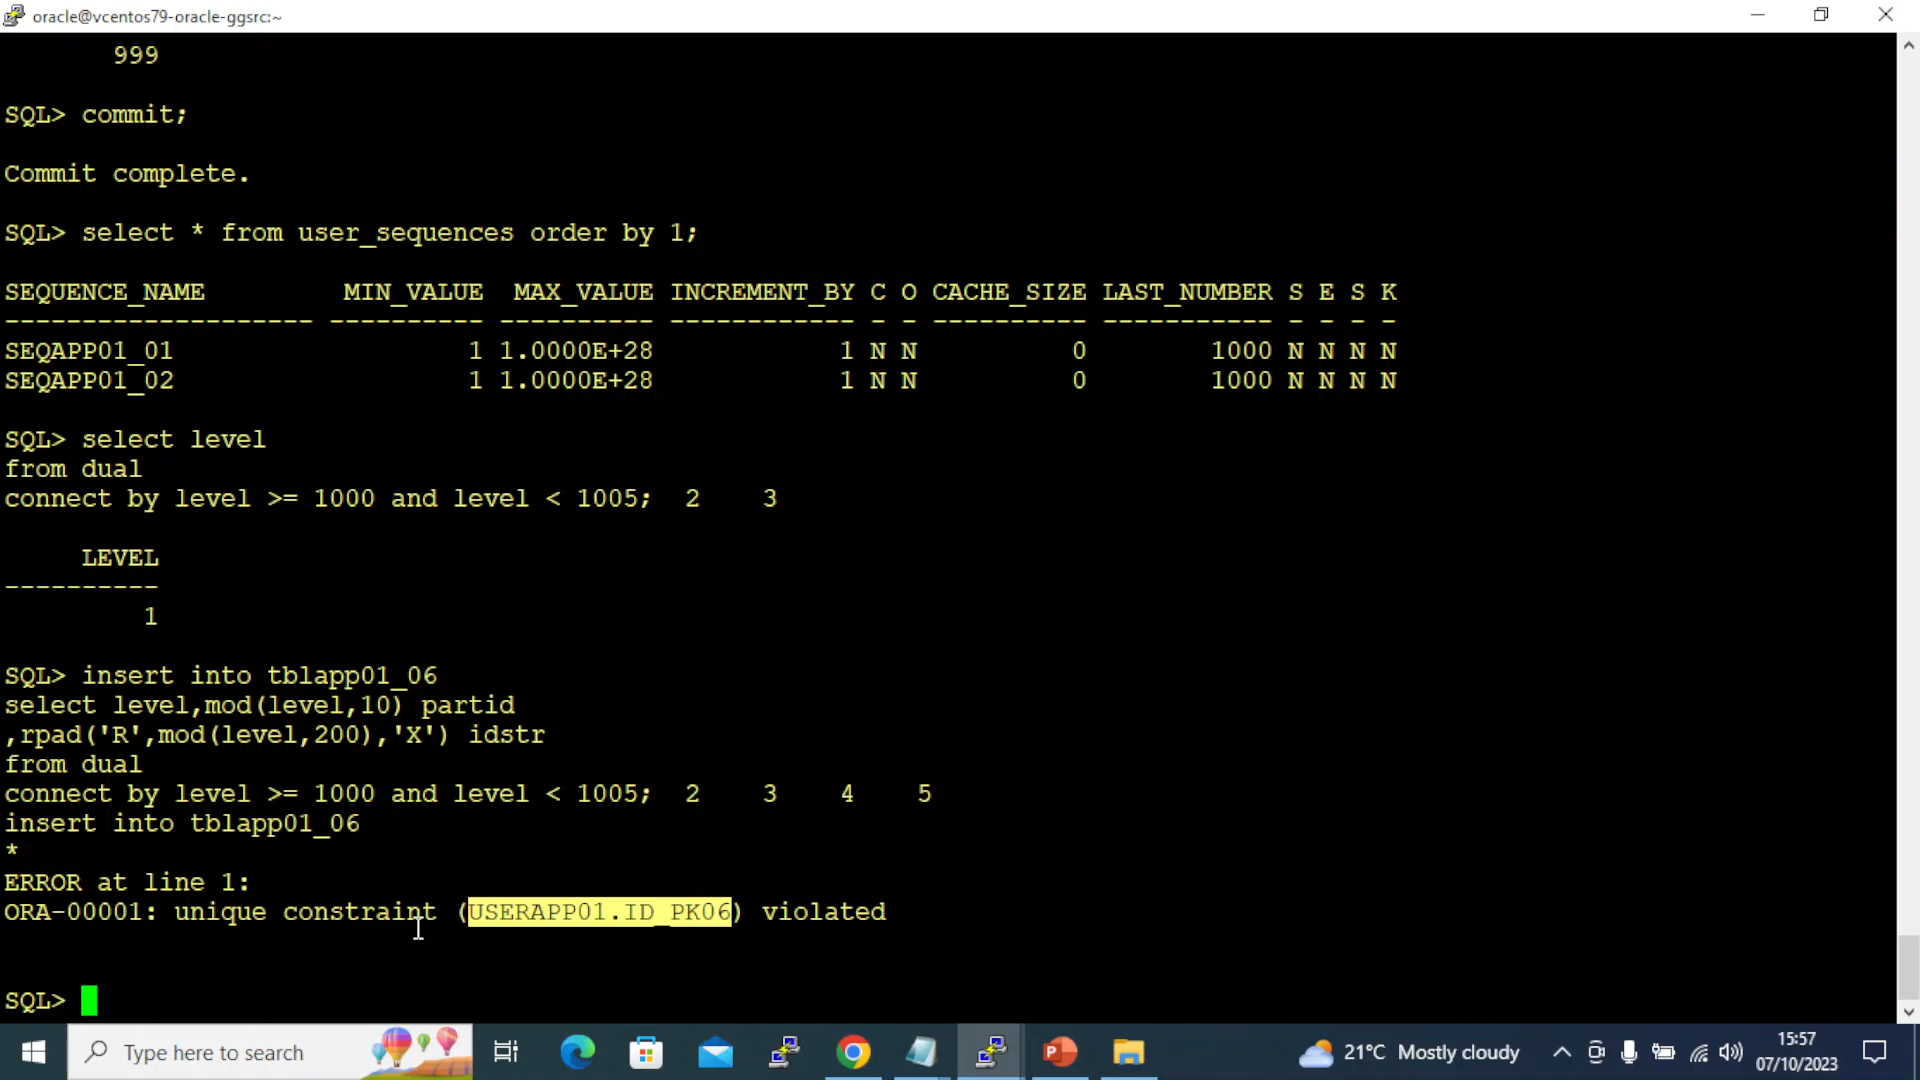 oracle@vcentos79-oracle-ggsrc:~
999
SQL> commit;
Commit complete.
SQL> select * from user_sequences order by 1;
SEQUENCE_NAME MIN_VALUE MAX_VALUE INCREMENT_BY C O CACHE_SIZE LAST_NUMBER S E S K
-------------------- ---------- ---------- ------------ - - ---------- ----------- - - - -
SEQAPP01_01 1 1.0000E+28 1 N N 0 1000 N N N N
SEQAPP01_02 1 1.0000E+28 1 N N 0 1000 N N N N
SQL> select level
from dual
connect by level >= 1000 and level < 1005; 2 3
LEVEL
----------
1
SQL> insert into tblapp01_06
select level,mod(level,10) partid
,rpad('R',mod(level,200),'X') idstr
from dual
connect by level >= 1000 and level < 1005; 2 3 4 5
insert into tblapp01_06
*
ERROR at line 1:
ORA-00001: unique constraint (USERAPP01.ID_PK06) violated
SQL>
Type here to search
21°C Mostly cloudy
15:57
07/10/2023